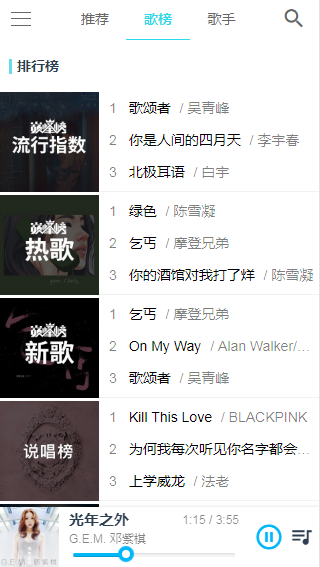 推荐 歌榜 歌手
排行榜
巅峰榜
流行指数
1 歌颂者 / 吴青峰
2 你是人间的四月天 / 李宇春
3 北极耳语 / 白宇
巅峰榜
热歌
1 绿色 / 陈雪凝
2 乞丐 / 摩登兄弟
3 你的酒馆对我打了烊 / 陈雪凝
巅峰榜
新歌
1 乞丐 / 摩登兄弟
2 On My Way / Alan Walker/...
3 歌颂者 / 吴青峰
说唱榜
1 Kill This Love / BLACKPINK
2 为何我每次听见你名字都会...
3 上学威龙 / 法老
光年之外 1:15 / 3:55
G.E.M. 邓紫棋